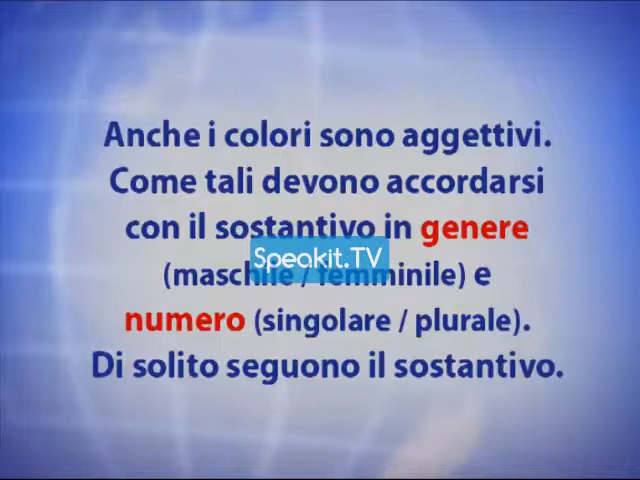 Anche i colori sono aggettivi.
Come tali devono accordarsi
con il sostantivo in genere
Speakit.TV
(maschile / femminile) e
numero (singolare / plurale).
Di solito seguono il sostantivo.